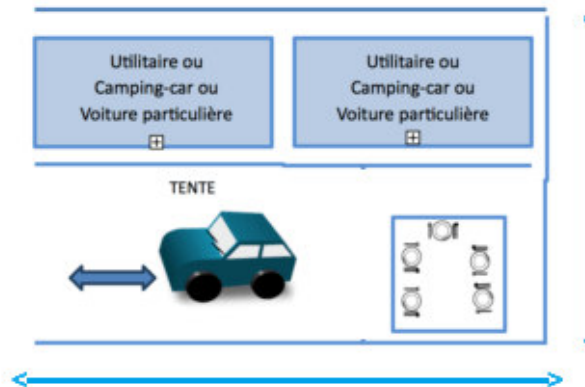 Utilitaire ou
Camping-car ou
Voiture particulière
Utilitaire ou
Camping-car ou
Voiture particulière
TENTE